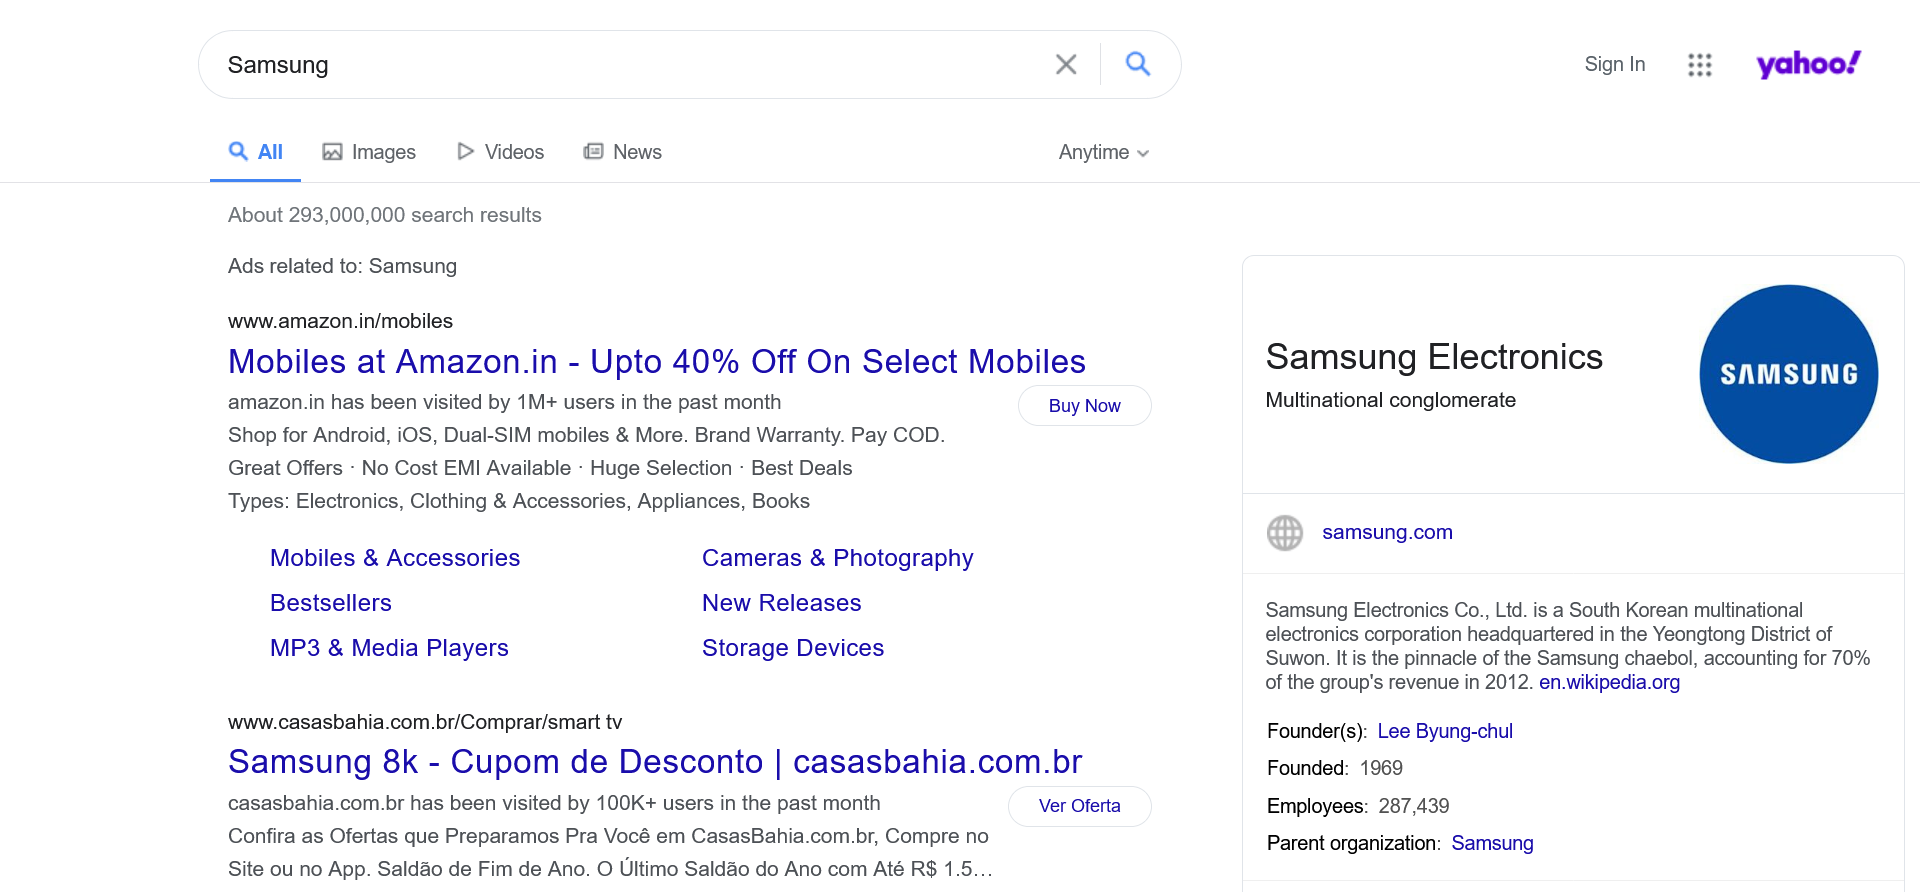 Samsung
Sign In
yahoo!
All
Images
Videos
News
Anytime
About 293,000,000 search results
Ads related to: Samsung
www.amazon.in/mobiles
Mobiles at Amazon.in - Upto 40% Off On Select Mobiles
amazon.in has been visited by 1M+ users in the past month
Buy Now
Shop for Android, iOS, Dual-SIM mobiles & More. Brand Warranty. Pay COD.
Great Offers · No Cost EMI Available · Huge Selection · Best Deals
Types: Electronics, Clothing & Accessories, Appliances, Books
Mobiles & Accessories
Cameras & Photography
Bestsellers
New Releases
MP3 & Media Players
Storage Devices
www.casasbahia.com.br/Comprar/smart tv
Samsung 8k - Cupom de Desconto | casasbahia.com.br
casasbahia.com.br has been visited by 100K+ users in the past month
Ver Oferta
Confira as Ofertas que Preparamos Pra Você em CasasBahia.com.br, Compre no
Site ou no App. Saldão de Fim de Ano. O Último Saldão do Ano com Até R$ 1.5…
Samsung Electronics
Multinational conglomerate
SAMSUNG
samsung.com
Samsung Electronics Co., Ltd. is a South Korean multinational
electronics corporation headquartered in the Yeongtong District of
Suwon. It is the pinnacle of the Samsung chaebol, accounting for 70%
of the group's revenue in 2012. en.wikipedia.org
Founder(s): Lee Byung-chul
Founded: 1969
Employees: 287,439
Parent organization: Samsung